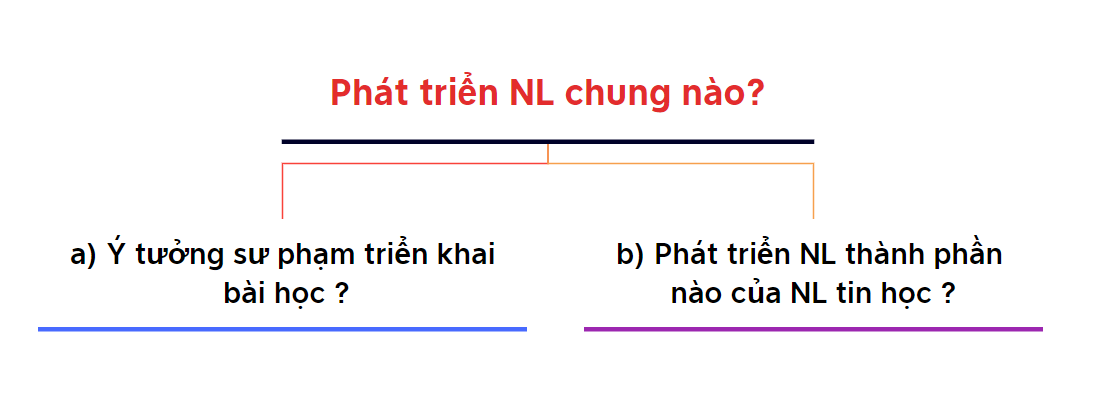 Phát triển NL chung nào?
a) Ý tưởng sư phạm triển khai
bài học ?
b) Phát triển NL thành phần
nào của NL tin học ?